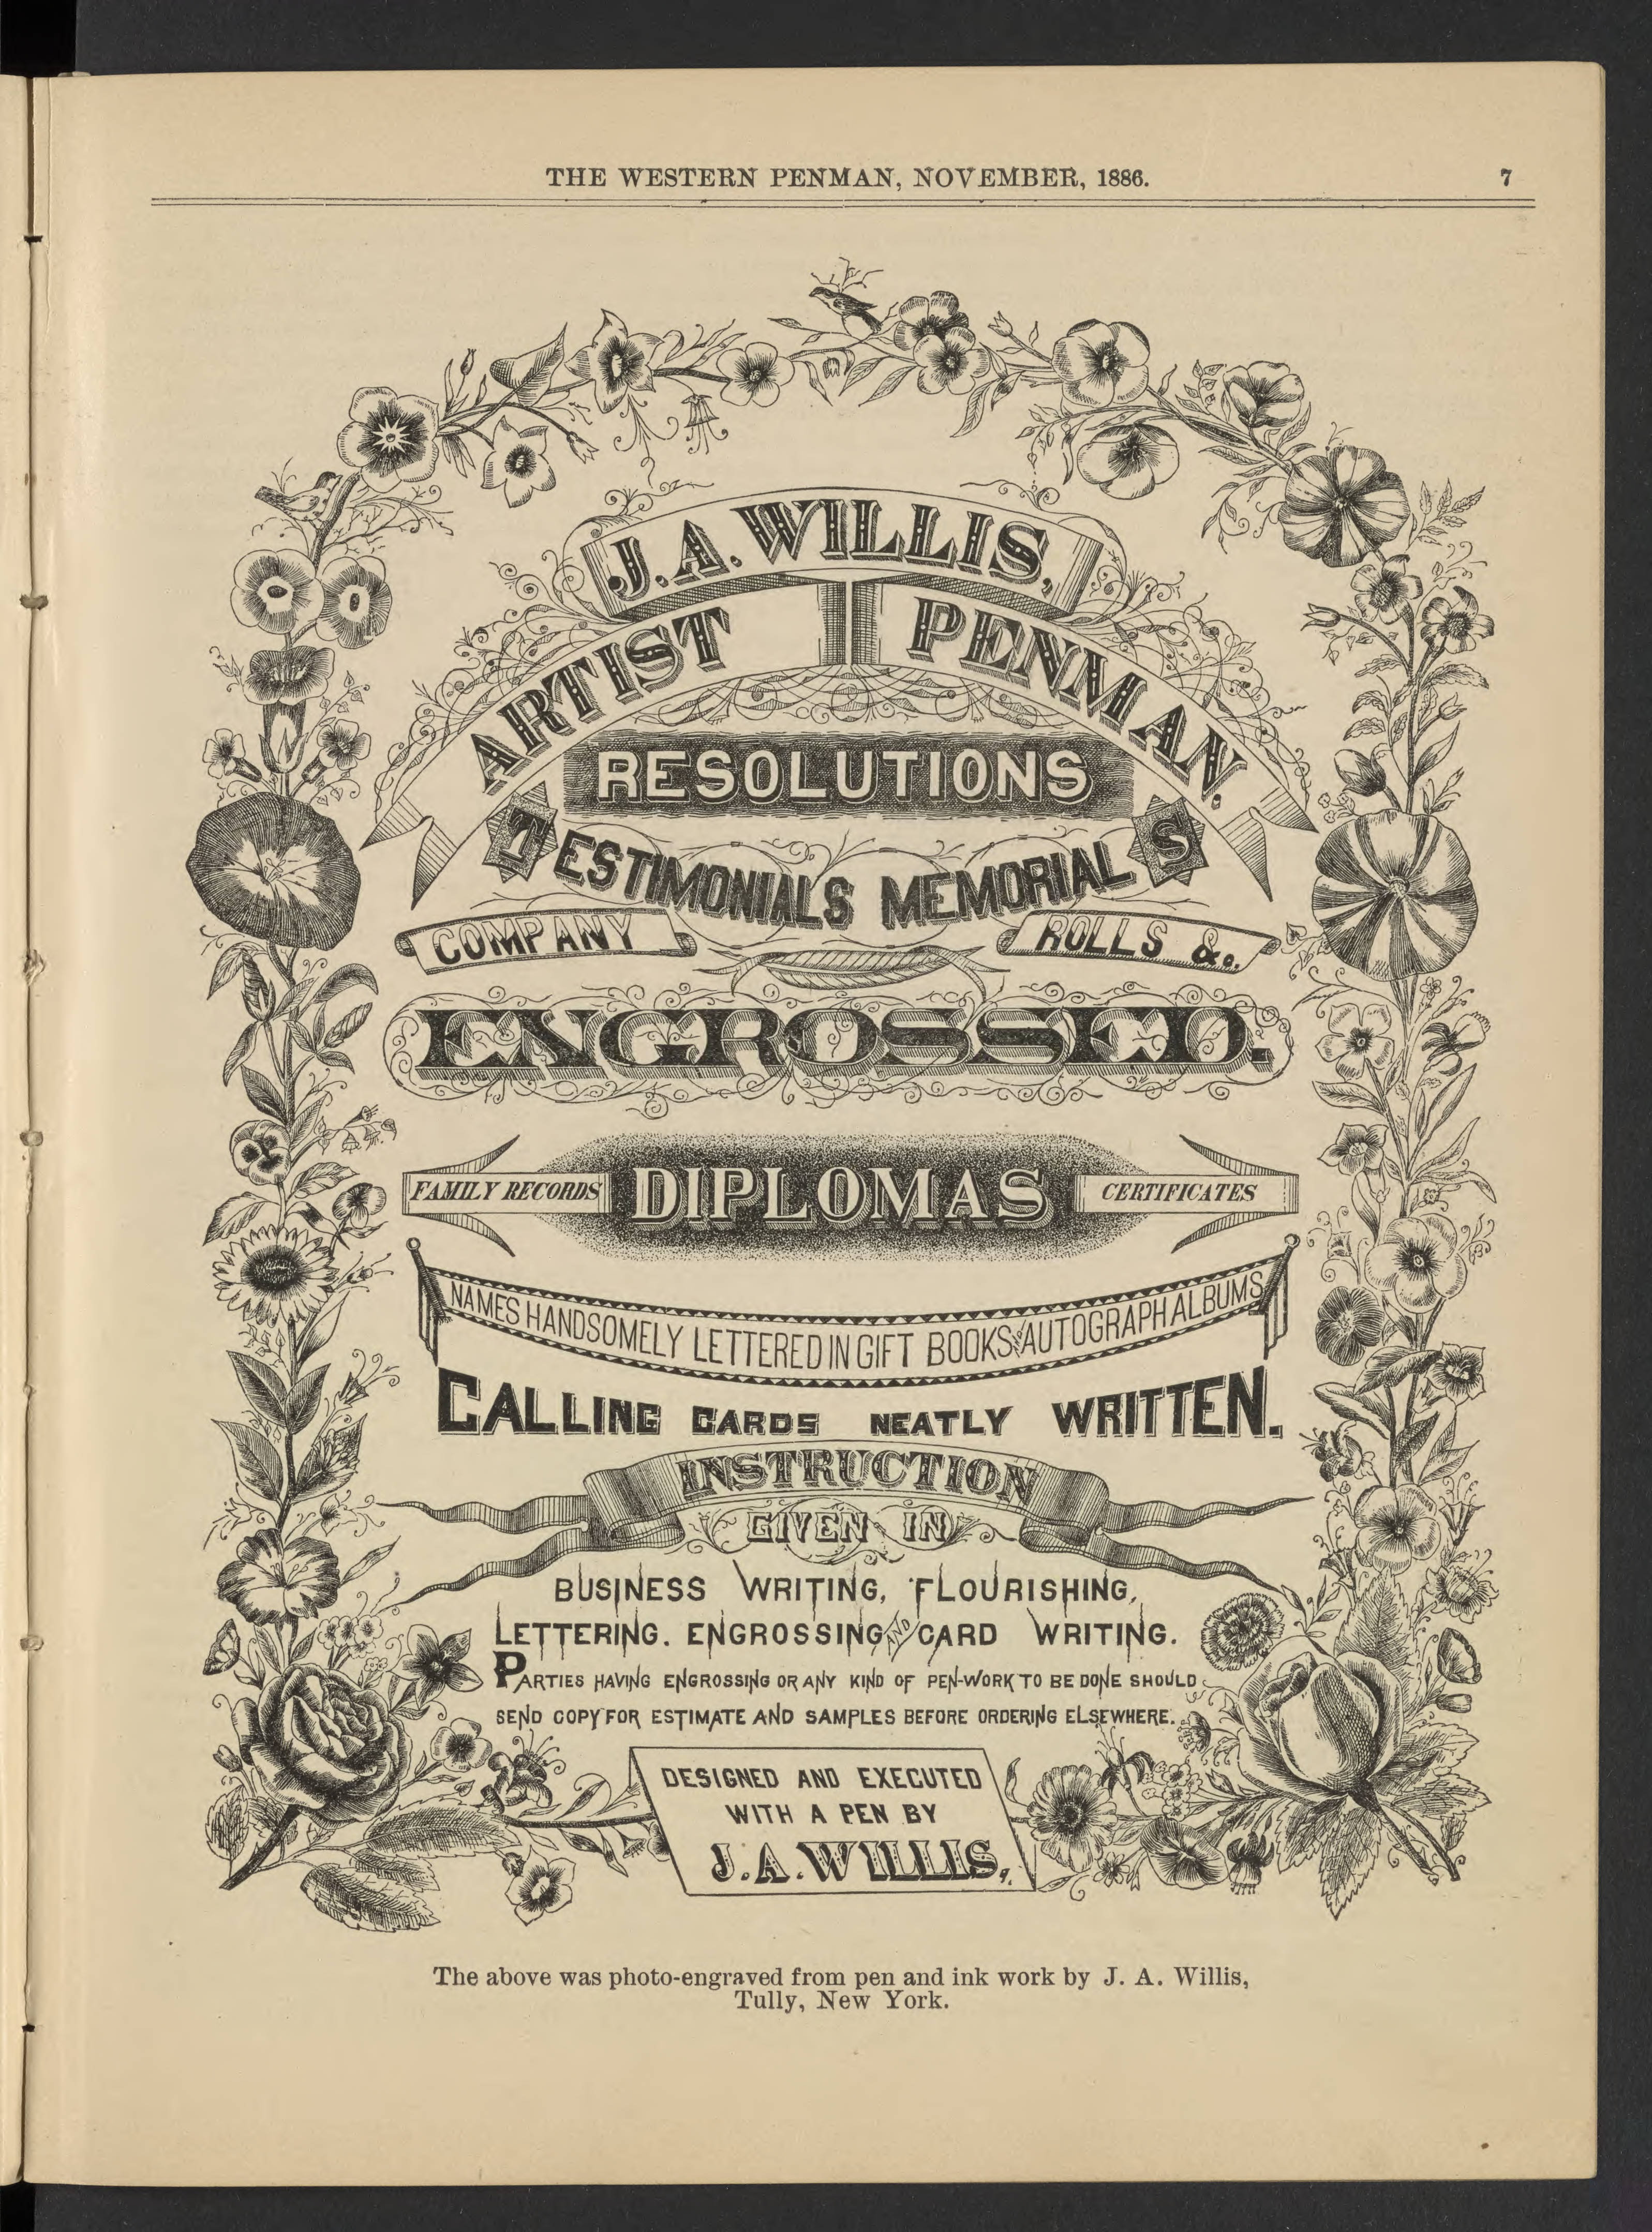 THE WESTERN PENMAN, NOVEMBER, 1886. 7
J. A. WILLIS,
ARTIST PENMAN.
RESOLUTIONS
TESTIMONIALS MEMORIALS
COMPANY ROLLS &c.
ENGROSSED.
FAMILY RECORDS DIPLOMAS CERTIFICATES
NAMES HANDSOMELY LETTERED IN GIFT BOOKS AND AUTOGRAPH ALBUMS
CALLING CARDS NEATLY WRITTEN.
INSTRUCTION
GIVEN IN
BUSINESS WRITING, FLOURISHING,
LETTERING. ENGROSSING AND CARD WRITING.
PARTIES HAVING ENGROSSING OR ANY KIND OF PEN-WORK TO BE DONE SHOULD
SEND COPY FOR ESTIMATE AND SAMPLES BEFORE ORDERING ELSEWHERE.
DESIGNED AND EXECUTED
WITH A PEN BY
J. A. WILLIS,
The above was photo-engraved from pen and ink work by J. A. Willis,
Tully, New York.